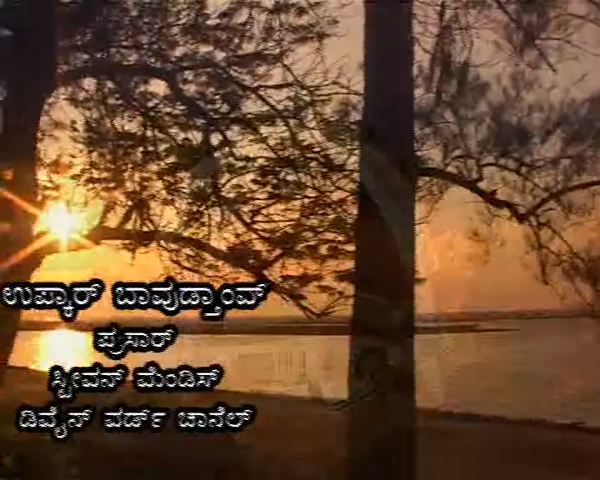 ಉಪ್ಕಾರ್ ಬಾವುಡ್ತಾಂವ್
ಪ್ರಸಾರ್
ಸ್ಟೀವನ್ ಮೆಂಡಿಸ್
ಡಿವೈನ್ ವರ್ಡ್ ಚಾನೆಲ್